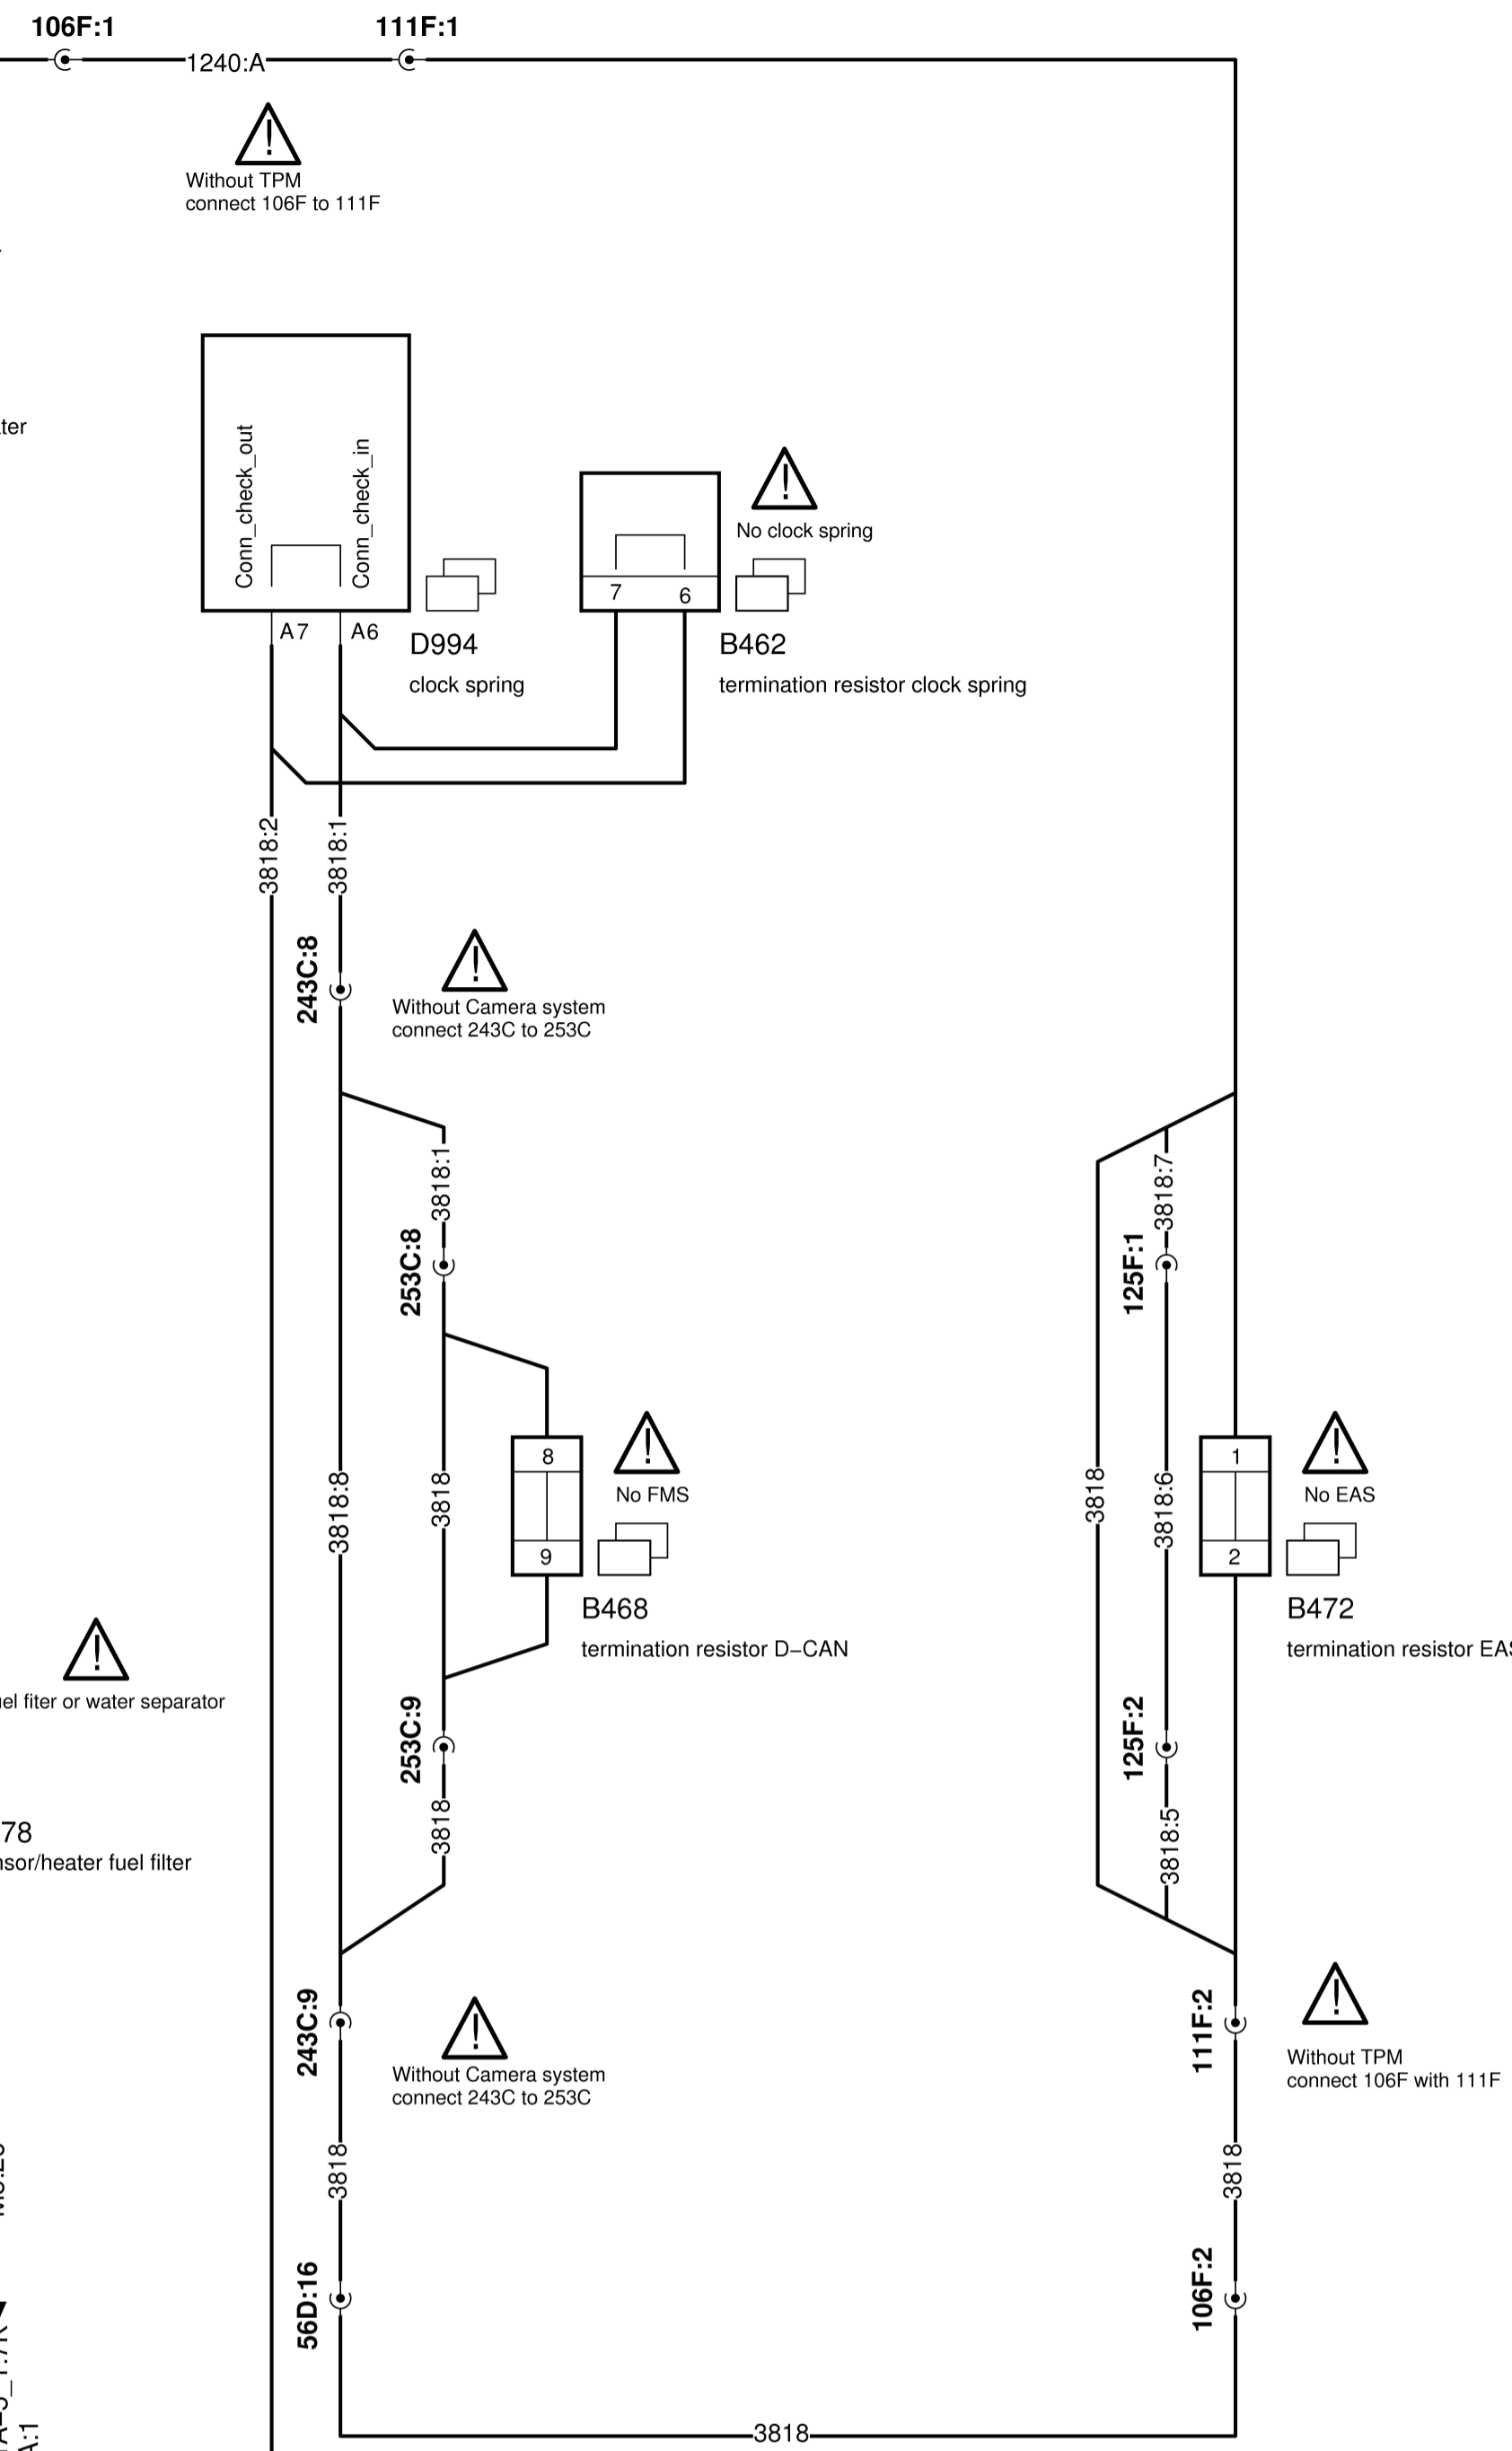 106F:1
111F:1
1240:A
Without TPM
connect 106F to 111F
Conn_check_out
Conn_check_in
A7
A6
D994
clock spring
7
6
No clock spring
B462
termination resistor clock spring
3818:2
3818:1
243C:8
Without Camera system
connect 243C to 253C
3818:1
253C:8
3818:7
125F:1
3818:8
3818
8
9
No FMS
B468
termination resistor D-CAN
3818
3818:6
1
2
No EAS
B472
termination resistor
fiter or water separator
253C:9
3818
125F:2
3818:5
78
/heater fuel filter
243C:9
Without Camera system
connect 243C to 253C
111F:2
Without TPM
connect 106F with 111F
3818
3818
56D:16
106F:2
3818